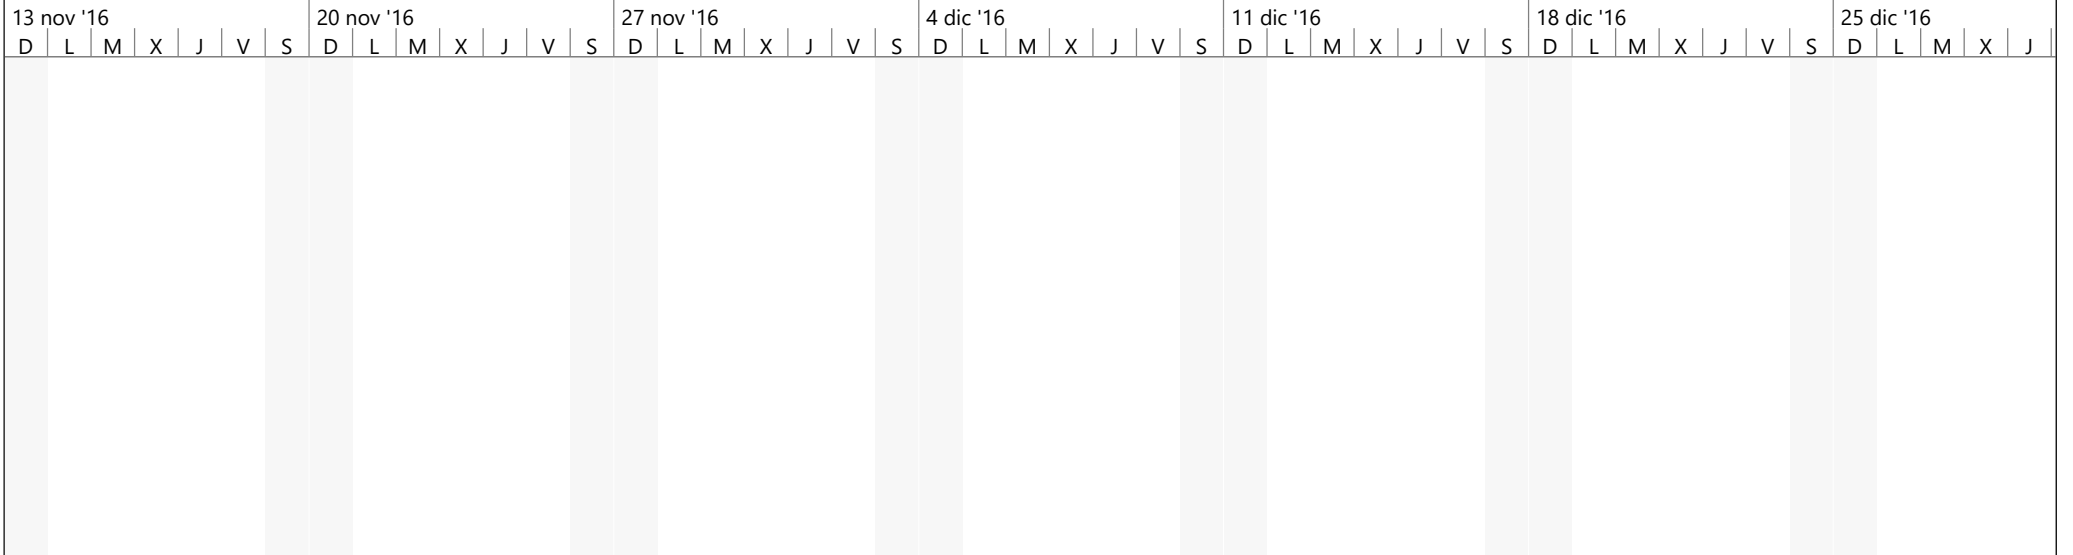 13 nov '16 20 nov '16 27 nov '16 4 dic '16 11 dic '16 18 dic '16 25 dic '16
D L M X J V S D L M X J V S D L M X J V S D L M X J V S D L M X J V S D L M X J V S D L M X J